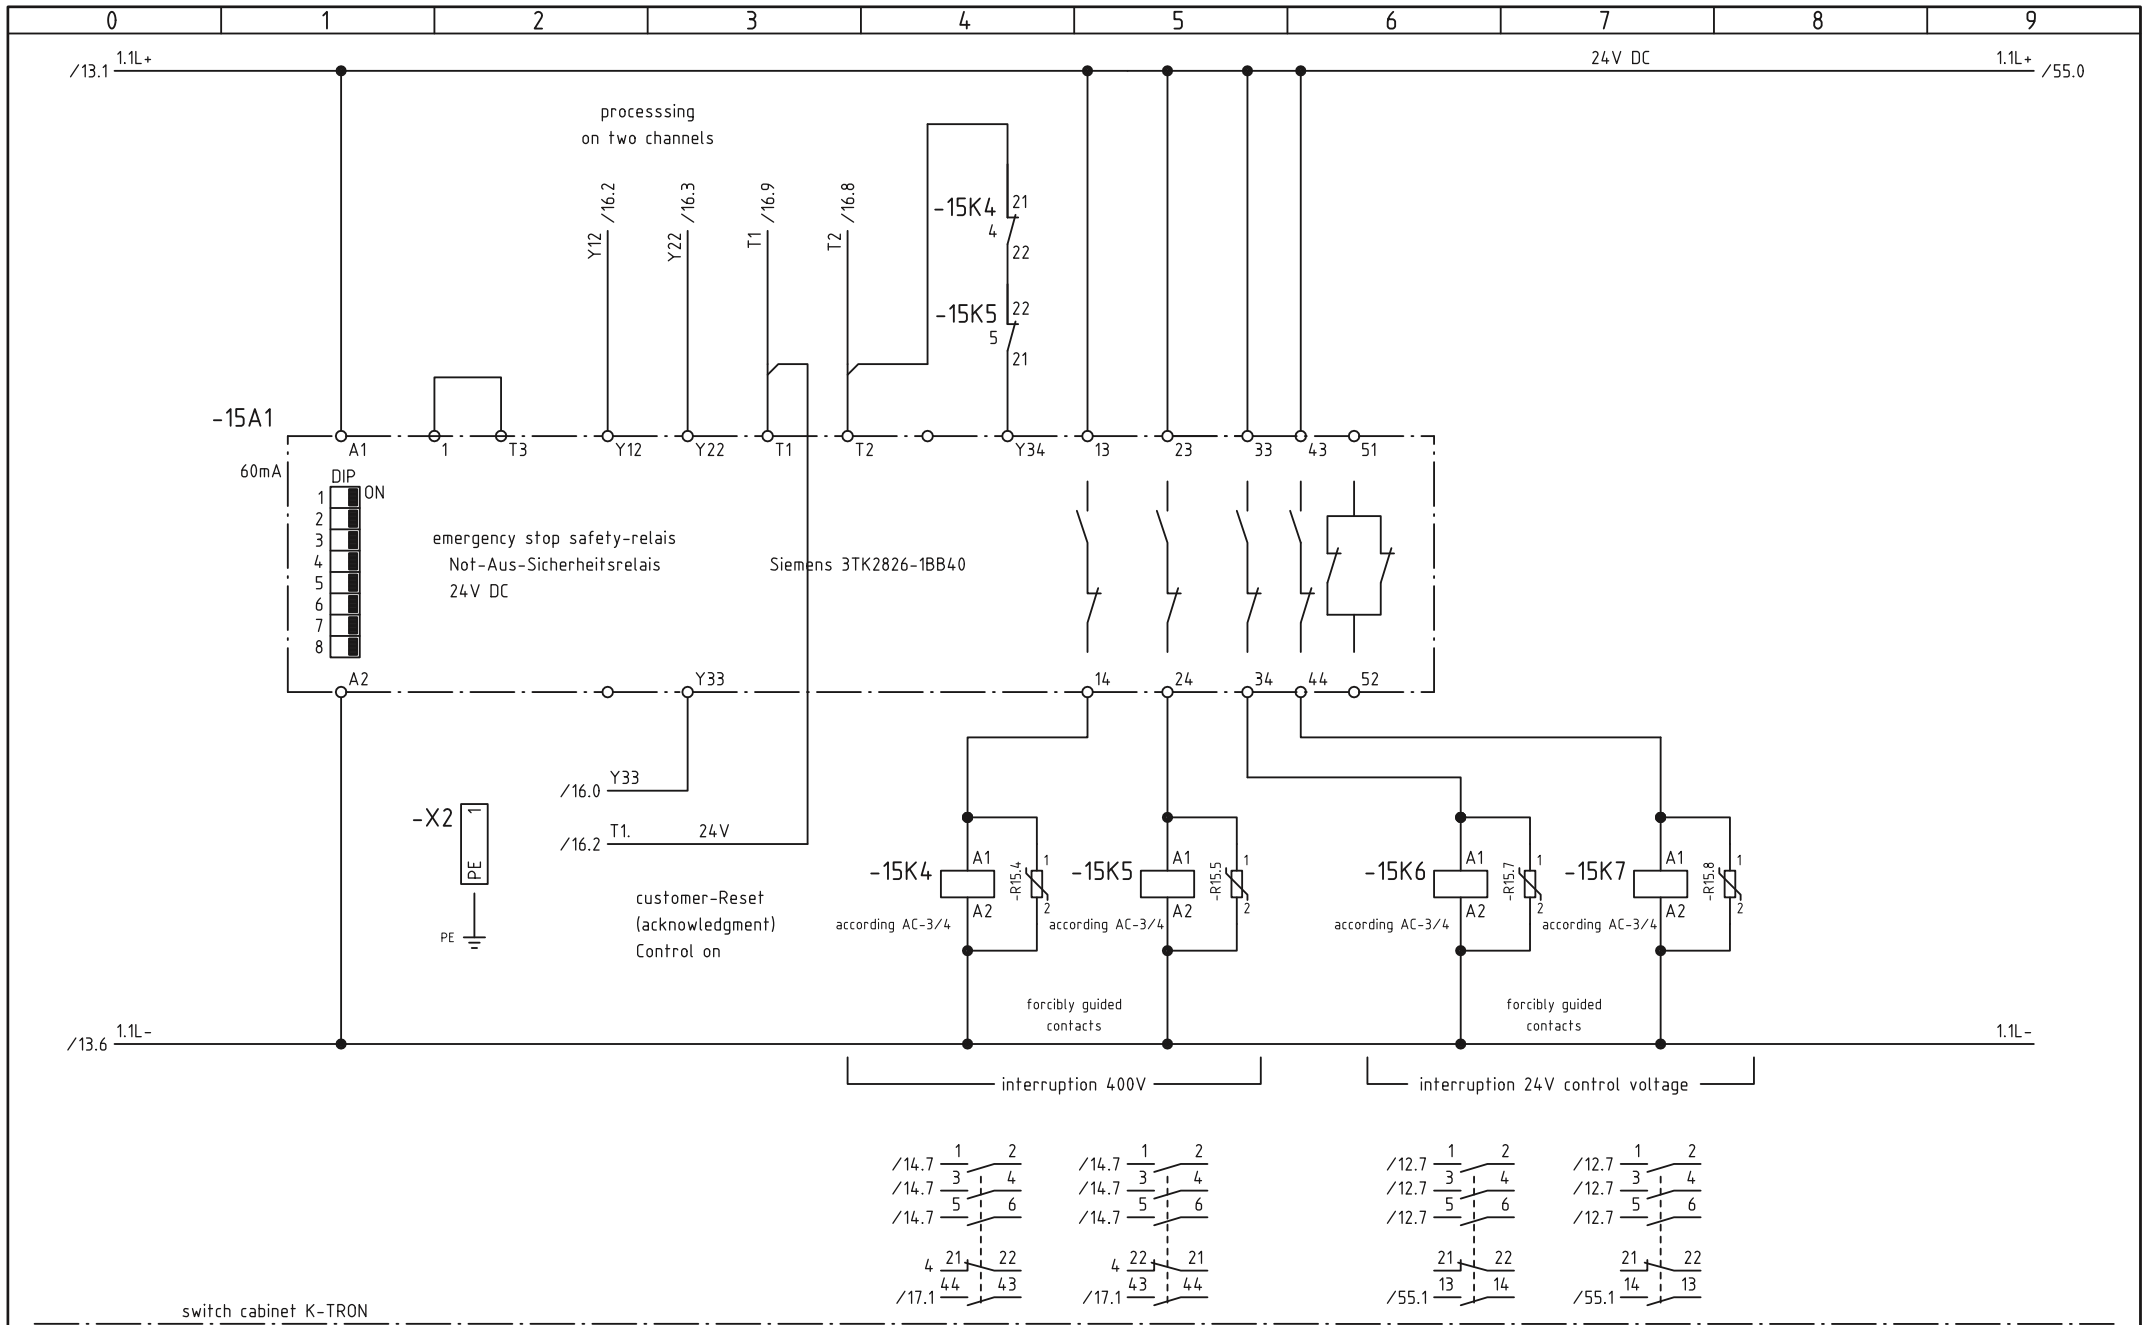 0 1 2 3 4 5 6 7 8 9
/13.1 1.1L+ 24V DC 1.1L+ /55.0
processsing
on two channels
Y12 /16.2
Y22 /16.3
T1 /16.9
T2 /16.8
-15K4 21
4
22
-15K5 22
5
21
-15A1
A1 1 T3 Y12 Y22 T1 T2 Y34 13 23 33 43 51
60mA
DIP
ON
1
2
3
4
5
6
7
8
emergency stop safety-relais
Not-Aus-Sicherheitsrelais
24V DC
Siemens 3TK2826-1BB40
A2 Y33 14 24 34 44 52
Y33
/16.0
T1. 24V
/16.2
-X2 1
PE
PE
customer-Reset
(acknowledgment)
Control on
-15K4 A1 -R15.4 1
A2 2
according AC-3/4
-15K5 A1 -R15.5 1
A2 2
according AC-3/4
-15K6 A1 -R15.7 1
A2 2
according AC-3/4
-15K7 A1 -R15.8 1
A2 2
according AC-3/4
forcibly guided
contacts
forcibly guided
contacts
/13.6 1.1L- 1.1L-
interruption 400V
interruption 24V control voltage
/14.7 1 2 /14.7 1 2 /12.7 1 2 /12.7 1 2
/14.7 3 4 /14.7 3 4 /12.7 3 4 /12.7 3 4
/14.7 5 6 /14.7 5 6 /12.7 5 6 /12.7 5 6
4 21 22 4 22 21 21 22 21 22
/17.1 44 43 /17.1 43 44 /55.1 13 14 /55.1 14 13
switch cabinet K-TRON